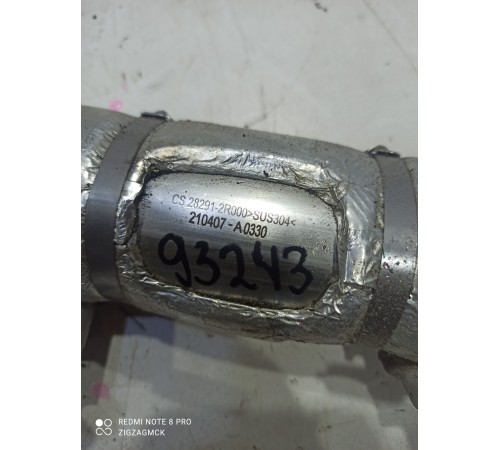 CS 28291-2R000>SUS304<
210407-A0330
93243
REDMI NOTE 8 PRO
ZIGZAGMCK